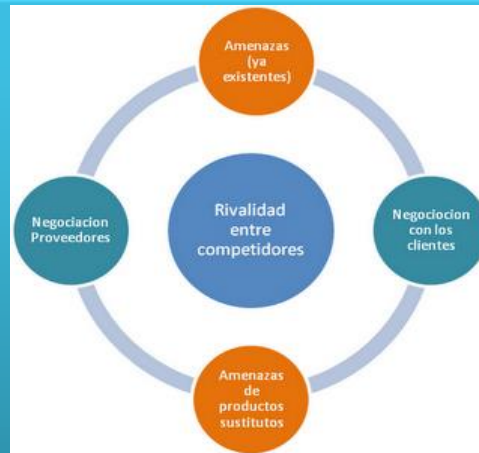 Amenazas
(ya
existentes)
Negociacion
Proveedores
Rivalidad
entre
competidores
Negociocion
con los
clientes
Amenazas
de
productos
sustitutos